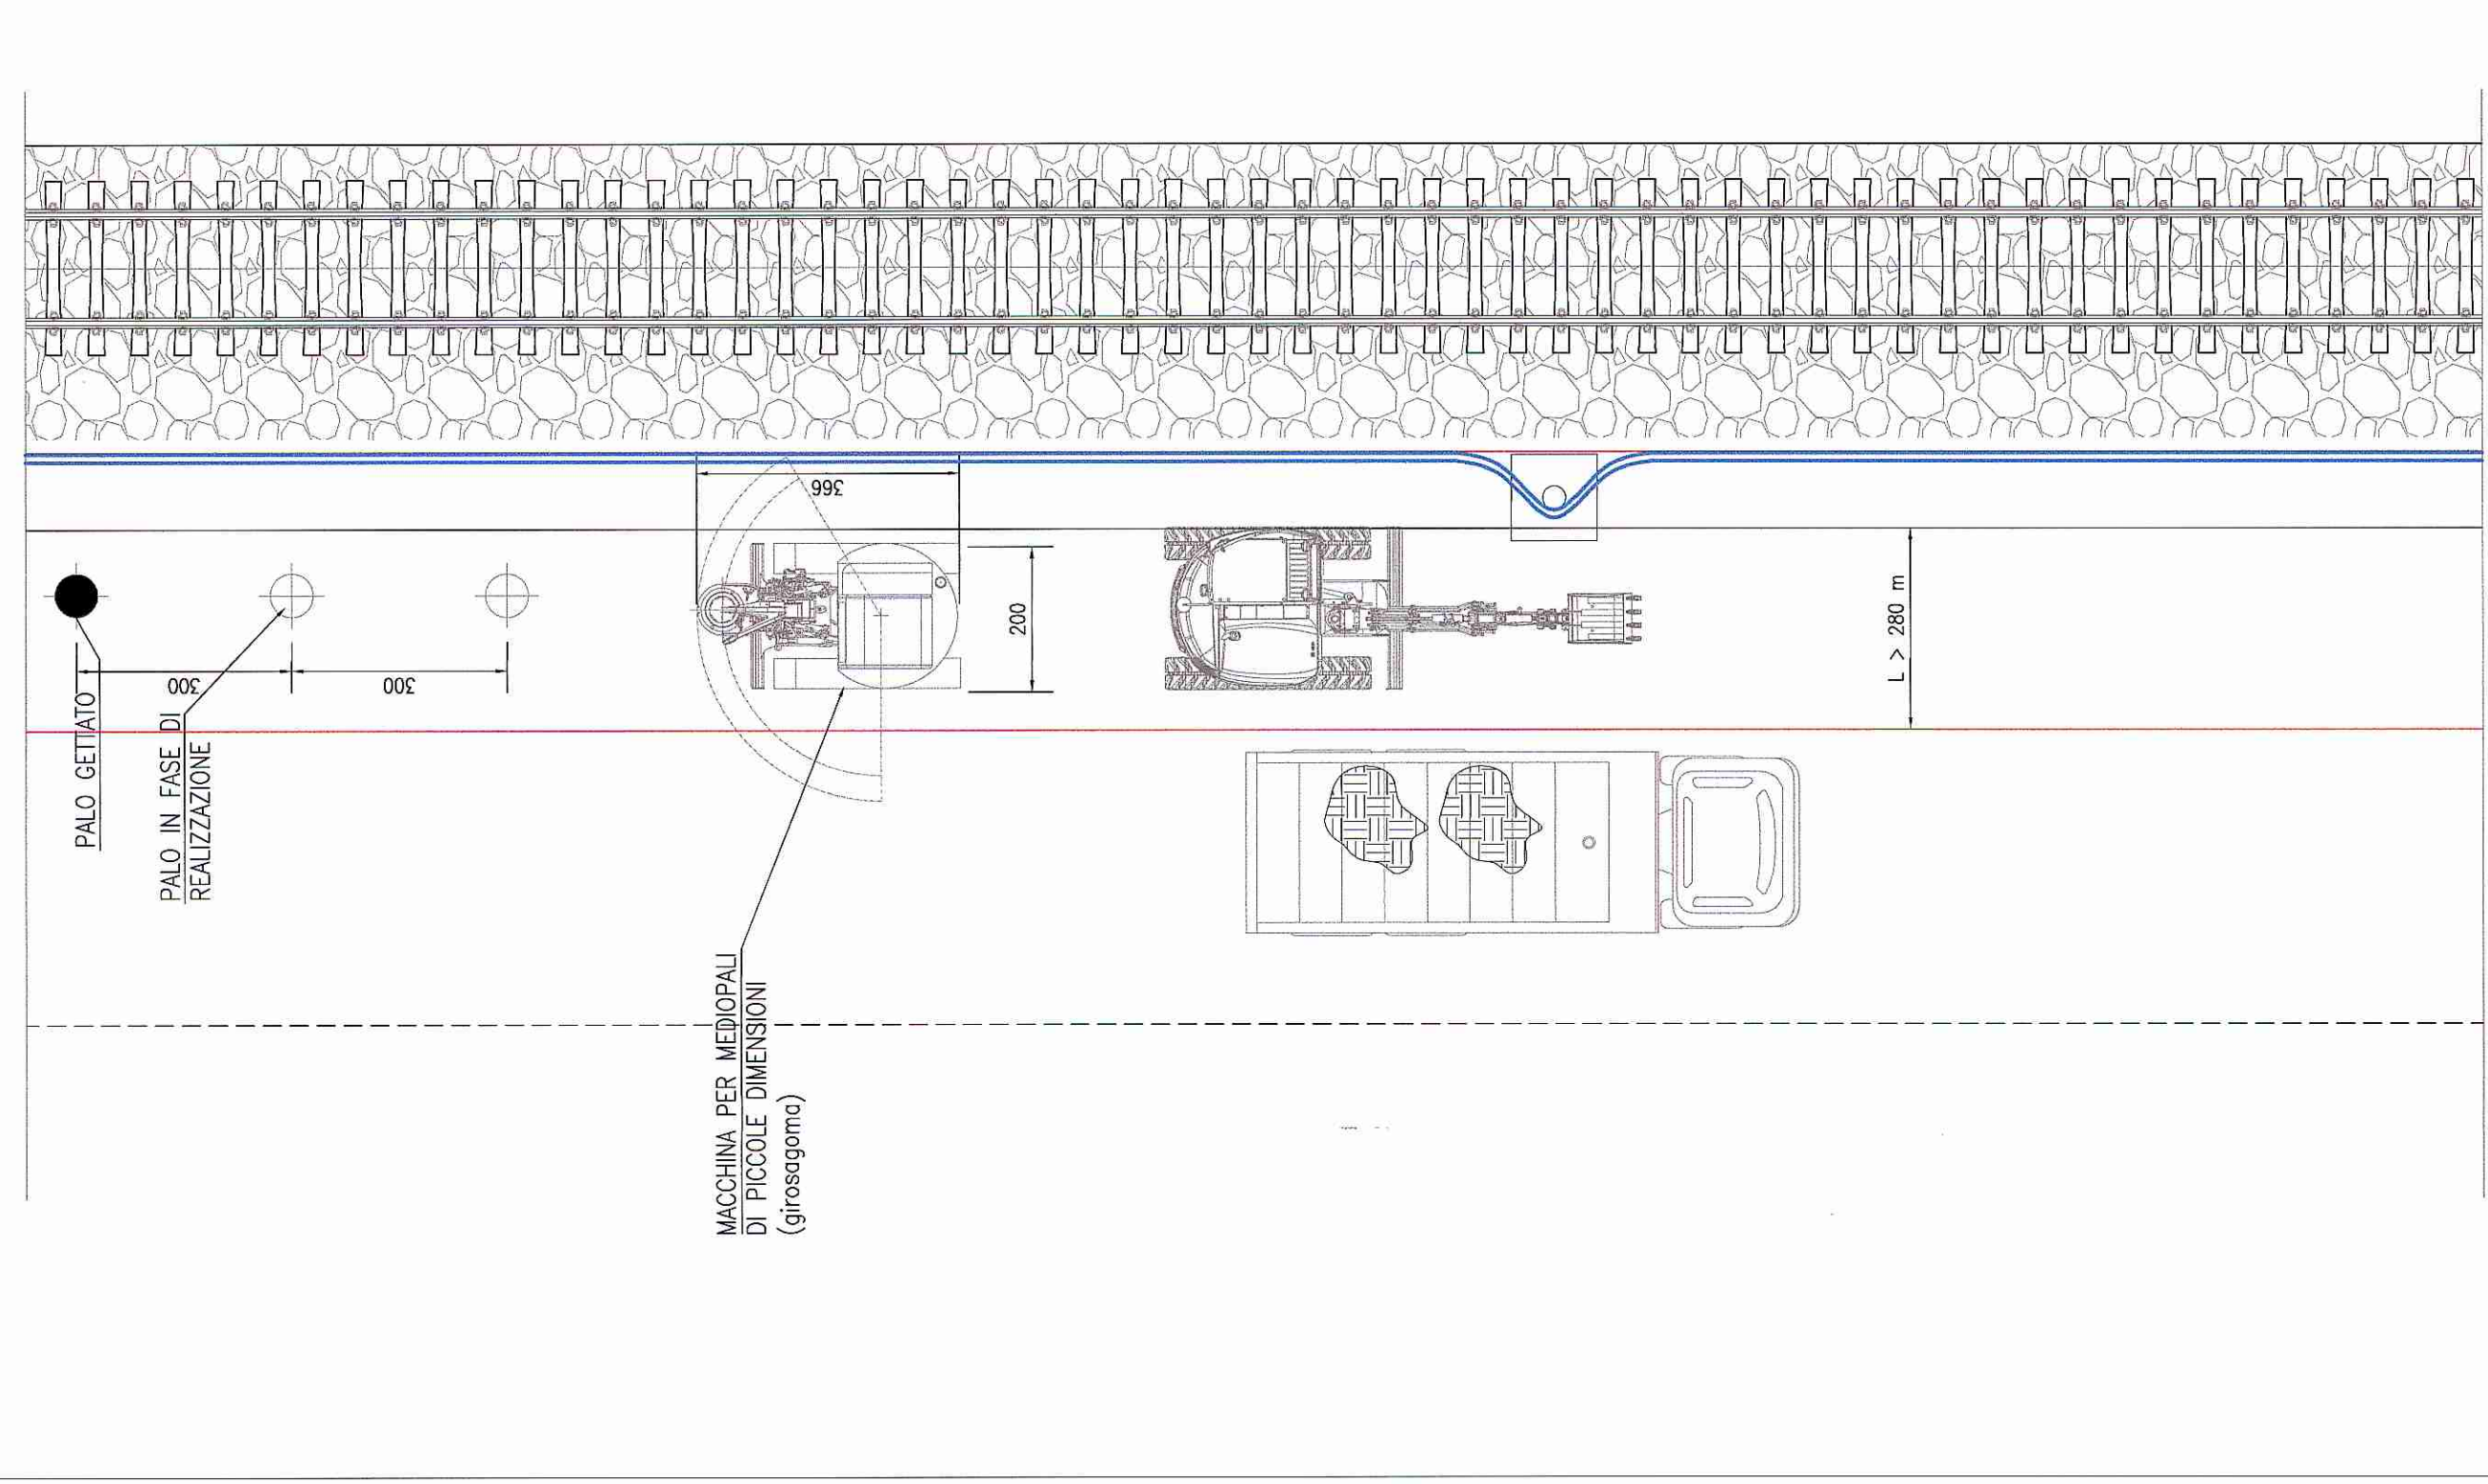 PALO GETTATO
PALO IN FASE DI
REALIZZAZIONE
300
300
366
200
L > 280 m
MACCHINA PER MEDIOPALI
DI PICCOLE DIMENSIONI
(girosagoma)